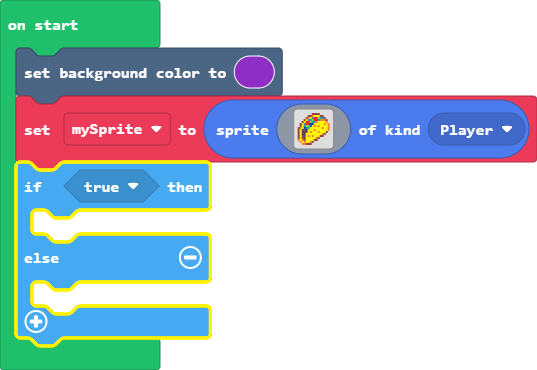 on start
set background color to
set mySprite to sprite of kind Player
if true then
else